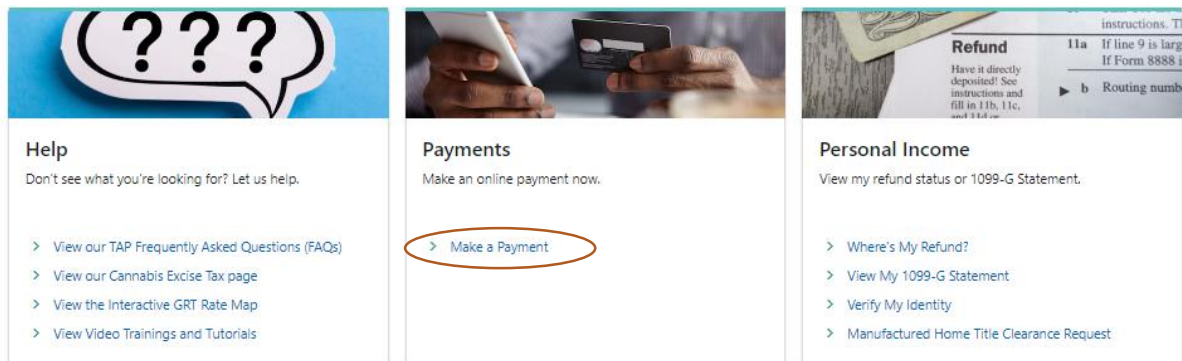 ???
Refund
Have it directly
deposited! See
instructions and
fill in 11b, 11c,
and 11d or
instructions.
11a If line 9 is
If Form 8888
b Routing
Help
Don't see what you're looking for? Let us help.
> View our TAP Frequently Asked Questions (FAQs)
> View our Cannabis Excise Tax page
> View the Interactive GRT Rate Map
> View Video Trainings and Tutorials
Payments
Make an online payment now.
> Make a Payment
Personal Income
View my refund status or 1099-G Statement.
> Where's My Refund?
> View My 1099-G Statement
> Verify My Identity
> Manufactured Home Title Clearance Request